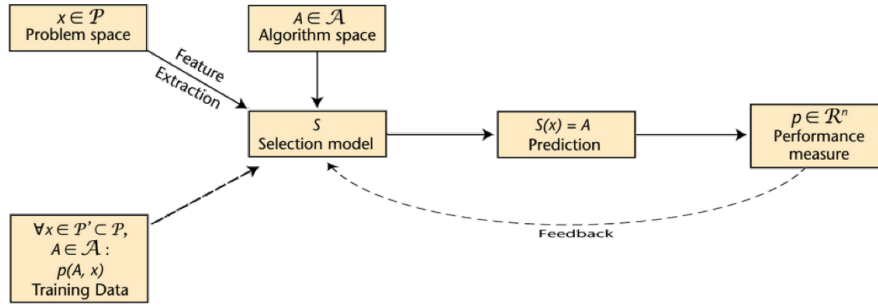 x ∈ 𝒫
Problem space
A ∈ 𝒜
Algorithm space
Feature
Extraction
S
Selection model
S(x) = A
Prediction
p ∈ ℛⁿ
Performance
measure
∀x ∈ 𝒫' ⊂ 𝒫,
A ∈ 𝒜 :
p(A, x)
Training Data
Feedback